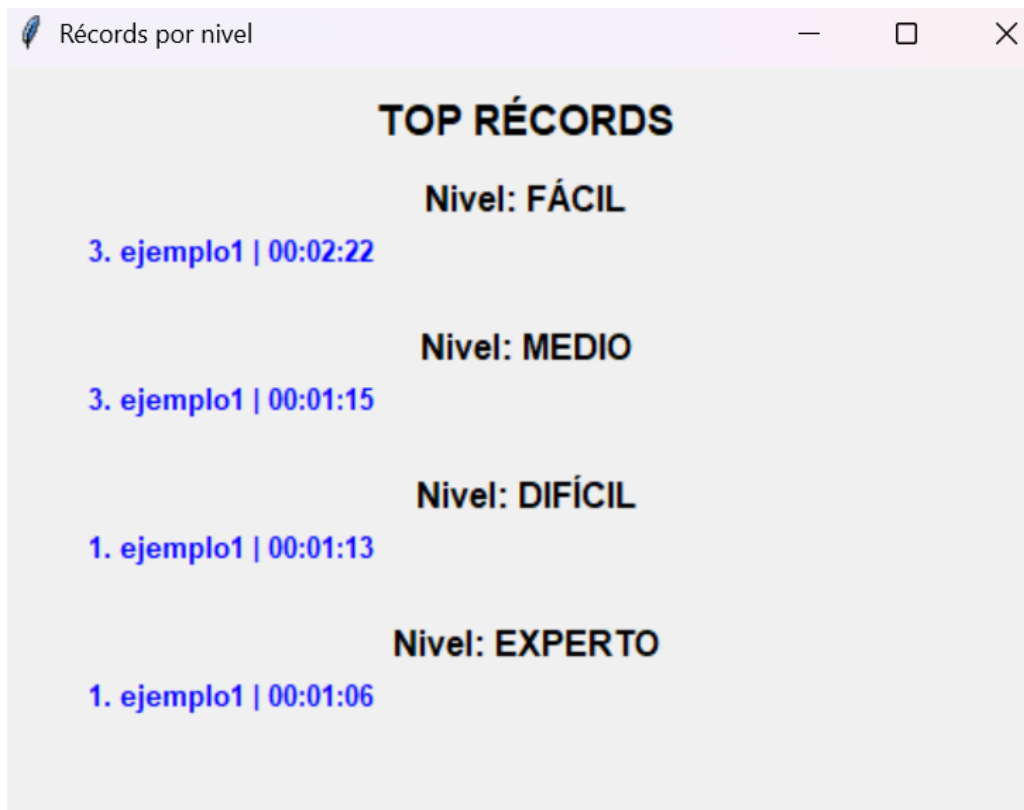 Récords por nivel
TOP RÉCORDS
Nivel: FÁCIL
3. ejemplo1 | 00:02:22
Nivel: MEDIO
3. ejemplo1 | 00:01:15
Nivel: DIFÍCIL
1. ejemplo1 | 00:01:13
Nivel: EXPERTO
1. ejemplo1 | 00:01:06